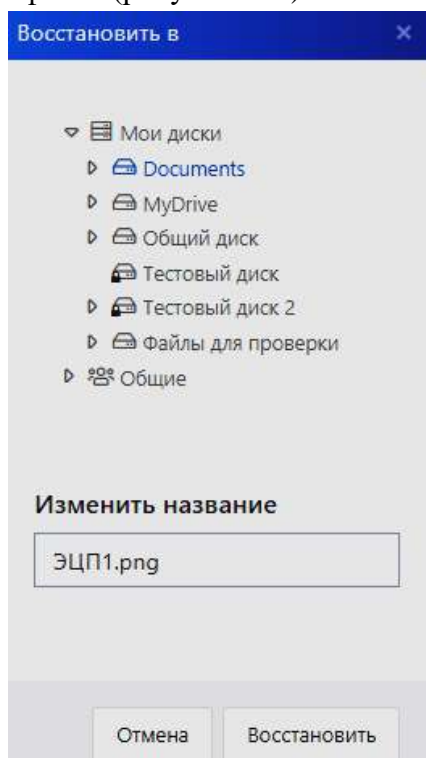 Восстановить в
Мои диски
Documents
MyDrive
Общий диск
Тестовый диск
Тестовый диск 2
Файлы для проверки
Общие
Изменить название
ЭЦП1.png
Отмена Восстановить